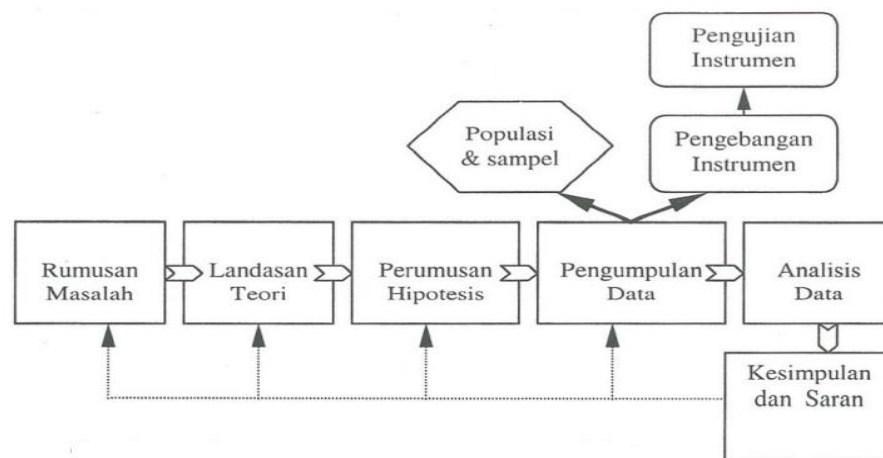 Pengujian
Instrumen
Populasi
& sampel
Pengebangan
Instrumen
Rumusan
Masalah
Landasan
Teori
Perumusan
Hipotesis
Pengumpulan
Data
Analisis
Data
Kesimpulan
dan Saran